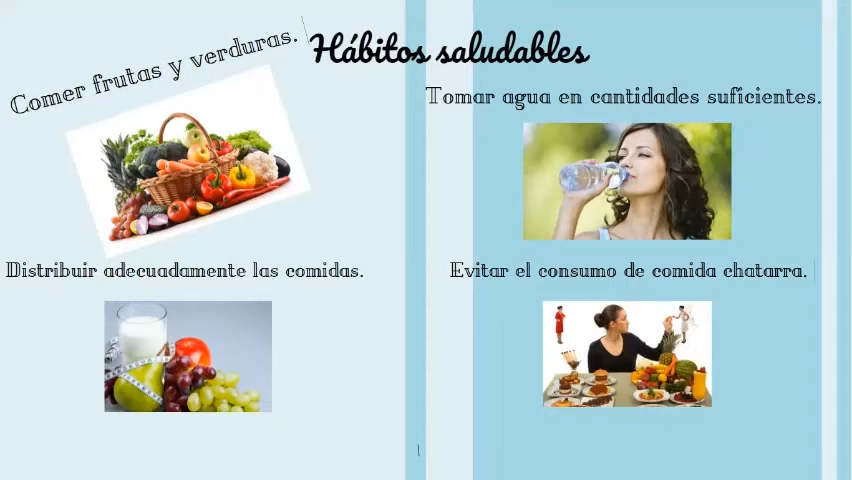 Hábitos saludables
Comer frutas y verduras.
Tomar agua en cantidades suficientes.
Distribuir adecuadamente las comidas.
Evitar el consumo de comida chatarra.